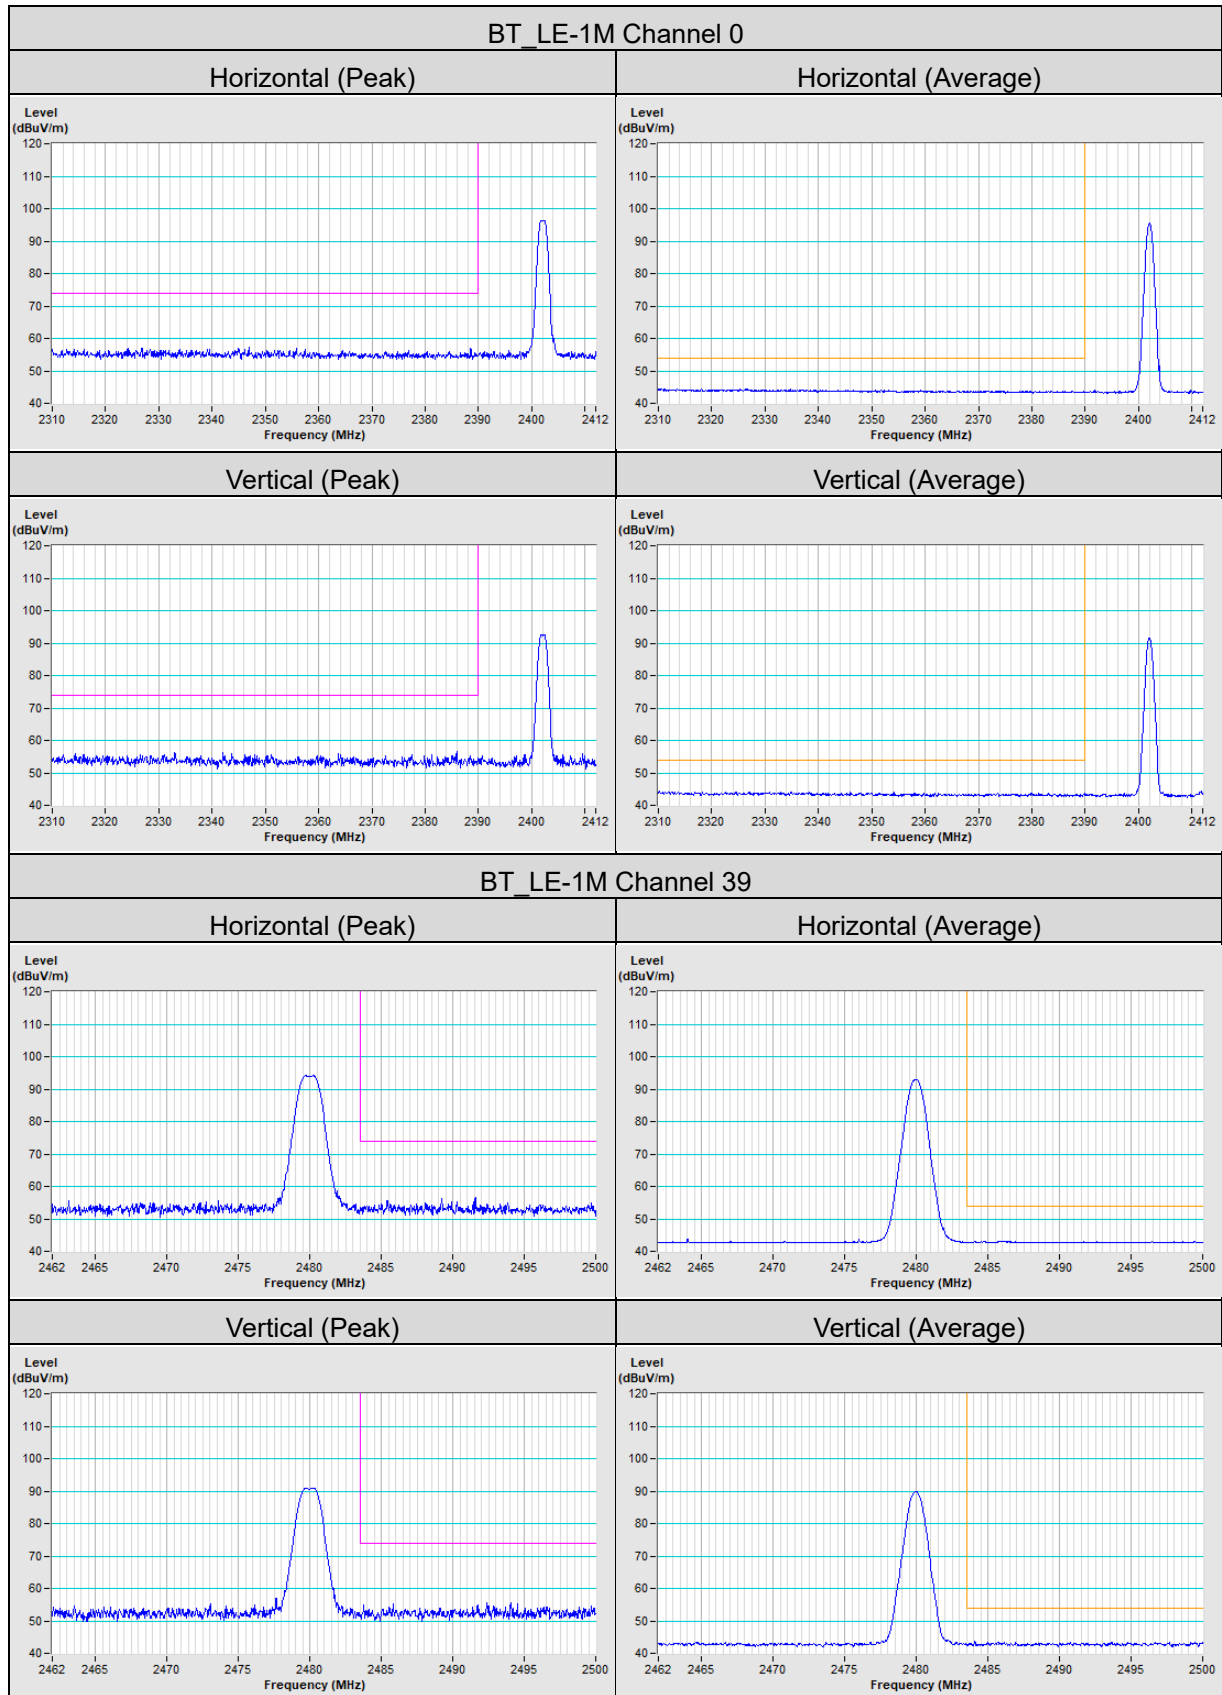 BT_LE-1M Channel 0
Horizontal (Peak) Horizontal (Average)
Level
(dBuV/m)
120
110
100
90
80
70
60
50
40
2310 2320 2330 2340 2350 2360 2370 2380 2390 2400 2412
Frequency (MHz)
Level
(dBuV/m)
120
110
100
90
80
70
60
50
40
2310 2320 2330 2340 2350 2360 2370 2380 2390 2400 2412
Frequency (MHz)
Vertical (Peak) Vertical (Average)
Level
(dBuV/m)
120
110
100
90
80
70
60
50
40
2310 2320 2330 2340 2350 2360 2370 2380 2390 2400 2412
Frequency (MHz)
Level
(dBuV/m)
120
110
100
90
80
70
60
50
40
2310 2320 2330 2340 2350 2360 2370 2380 2390 2400 2412
Frequency (MHz)
BT_LE-1M Channel 39
Horizontal (Peak) Horizontal (Average)
Level
(dBuV/m)
120
110
100
90
80
70
60
50
40
2462 2465 2470 2475 2480 2485 2490 2495 2500
Frequency (MHz)
Level
(dBuV/m)
120
110
100
90
80
70
60
50
40
2462 2465 2470 2475 2480 2485 2490 2495 2500
Frequency (MHz)
Vertical (Peak) Vertical (Average)
Level
(dBuV/m)
120
110
100
90
80
70
60
50
40
2462 2465 2470 2475 2480 2485 2490 2495 2500
Frequency (MHz)
Level
(dBuV/m)
120
110
100
90
80
70
60
50
40
2462 2465 2470 2475 2480 2485 2490 2495 2500
Frequency (MHz)